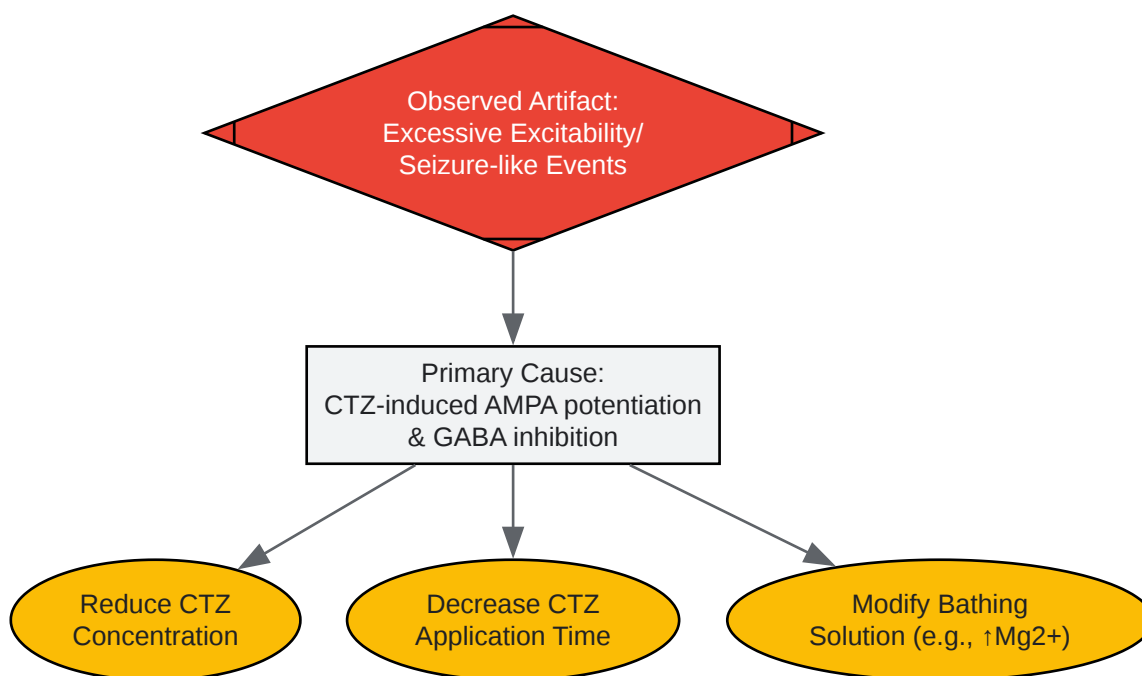 Observed Artifact:
Excessive Excitability/
Seizure-like Events
Primary Cause:
CTZ-induced AMPA potentiation
& GABA inhibition
Reduce CTZ
Concentration
Decrease CTZ
Application Time
Modify Bathing
Solution (e.g., ↑Mg2+)